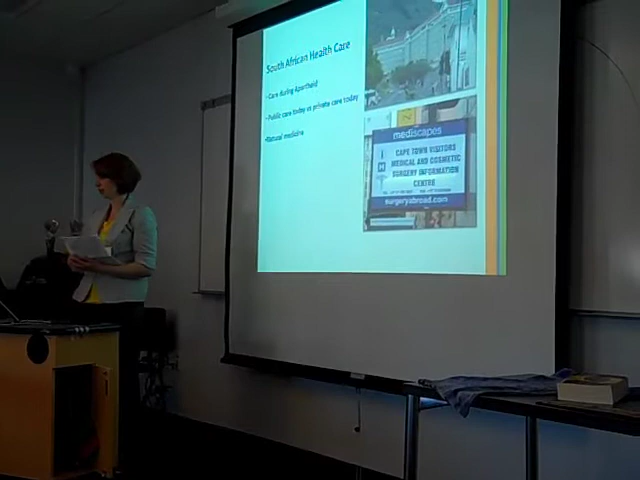 South African Health Care
•Care during Apartheid
•Public care today vs private care today
•Natural medicine
mediscapes
CAPE TOWN VISITORS
MEDICAL AND COSMETIC
SURGERY INFORMATION
CENTRE
surgeryabroad.com